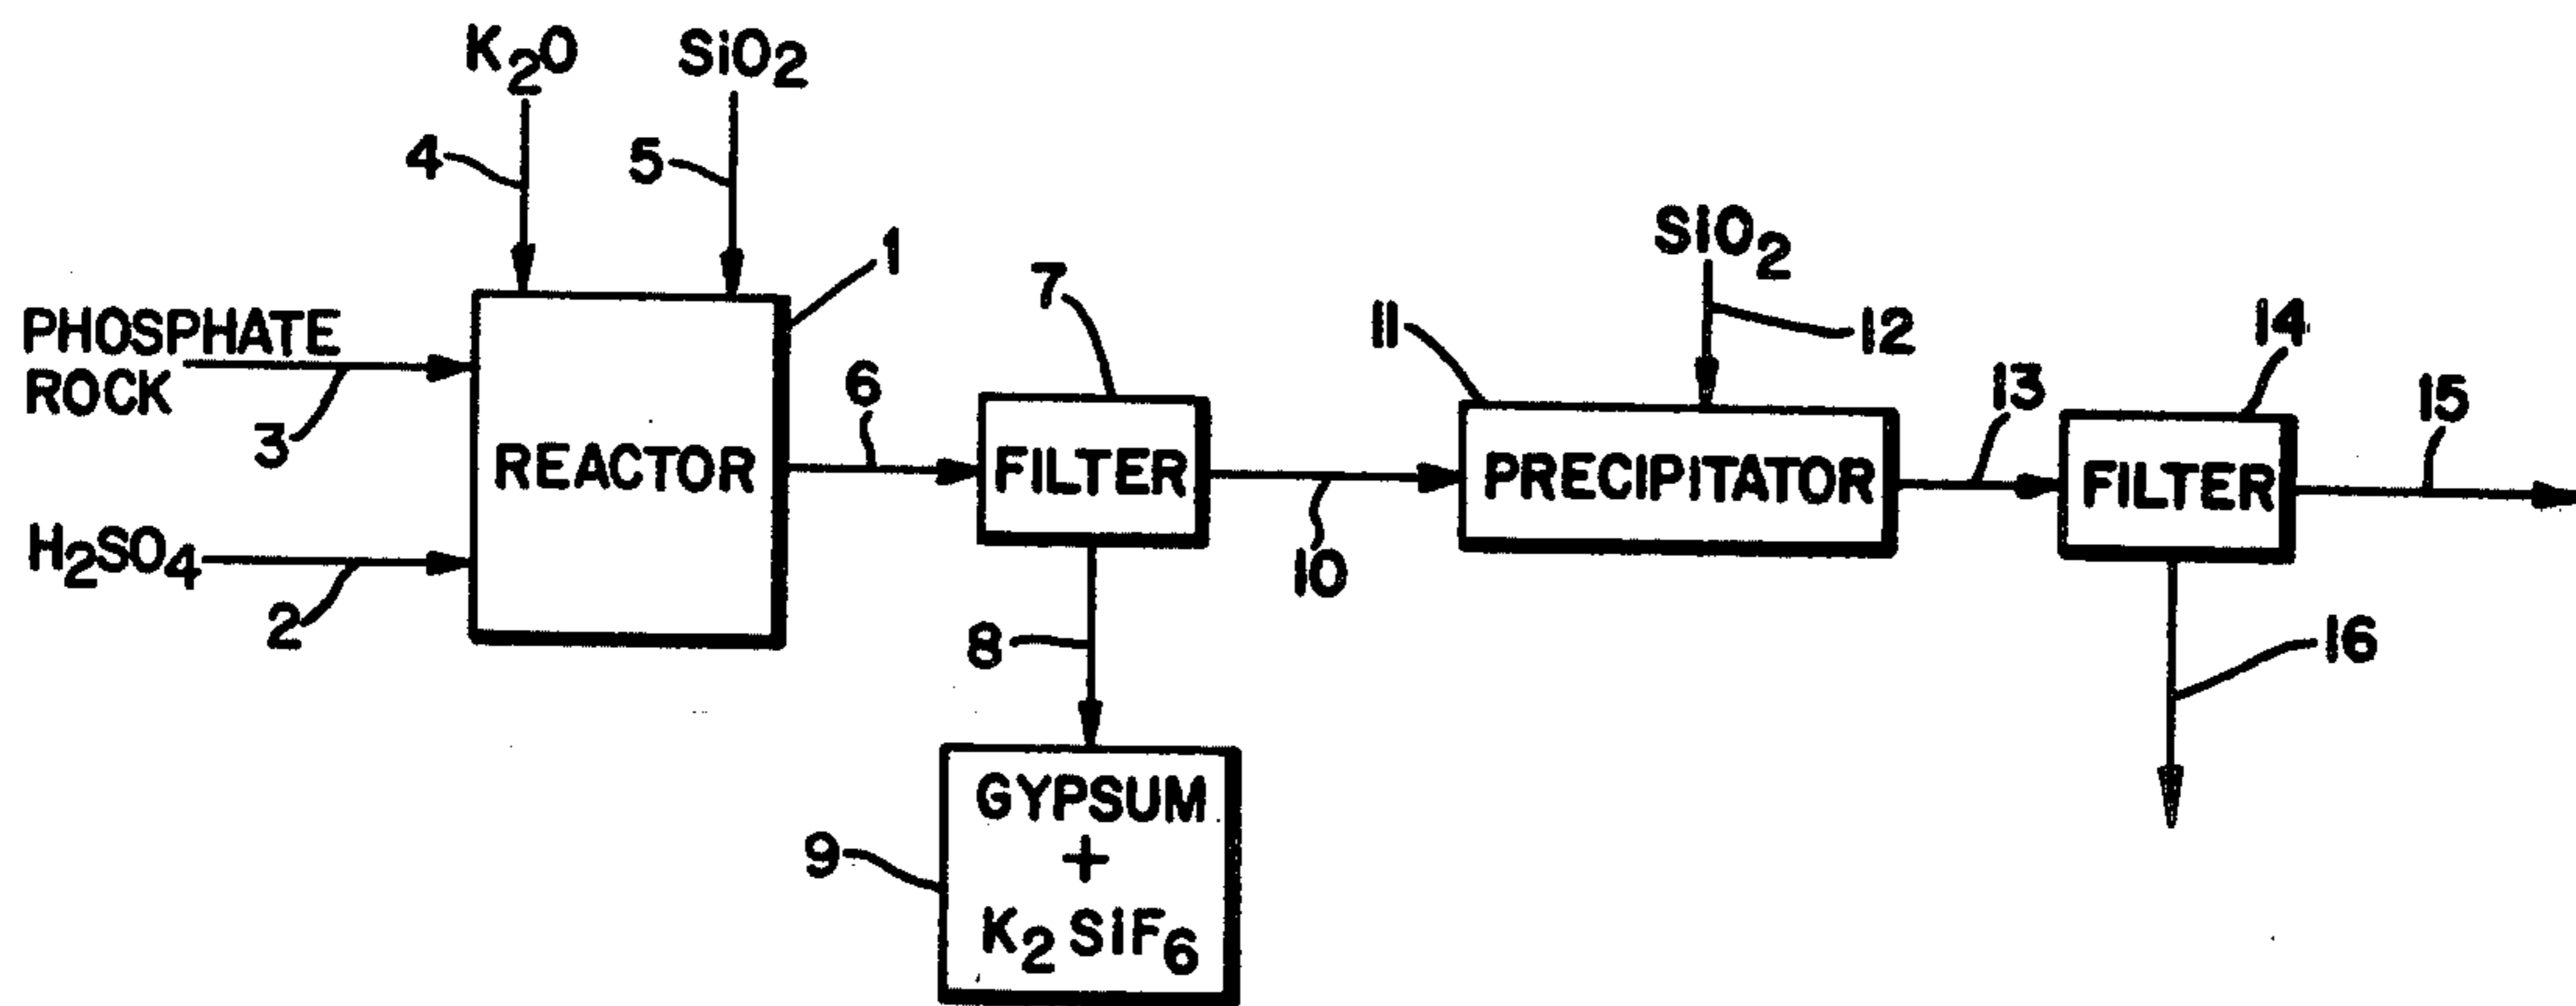 K2O
SiO2
4
5
1
PHOSPHATE
ROCK
3
REACTOR
H2SO4
2
6
7
FILTER
8
10
9
GYPSUM
+
K2SiF6
11
SiO2
12
PRECIPITATOR
13
14
FILTER
15
16